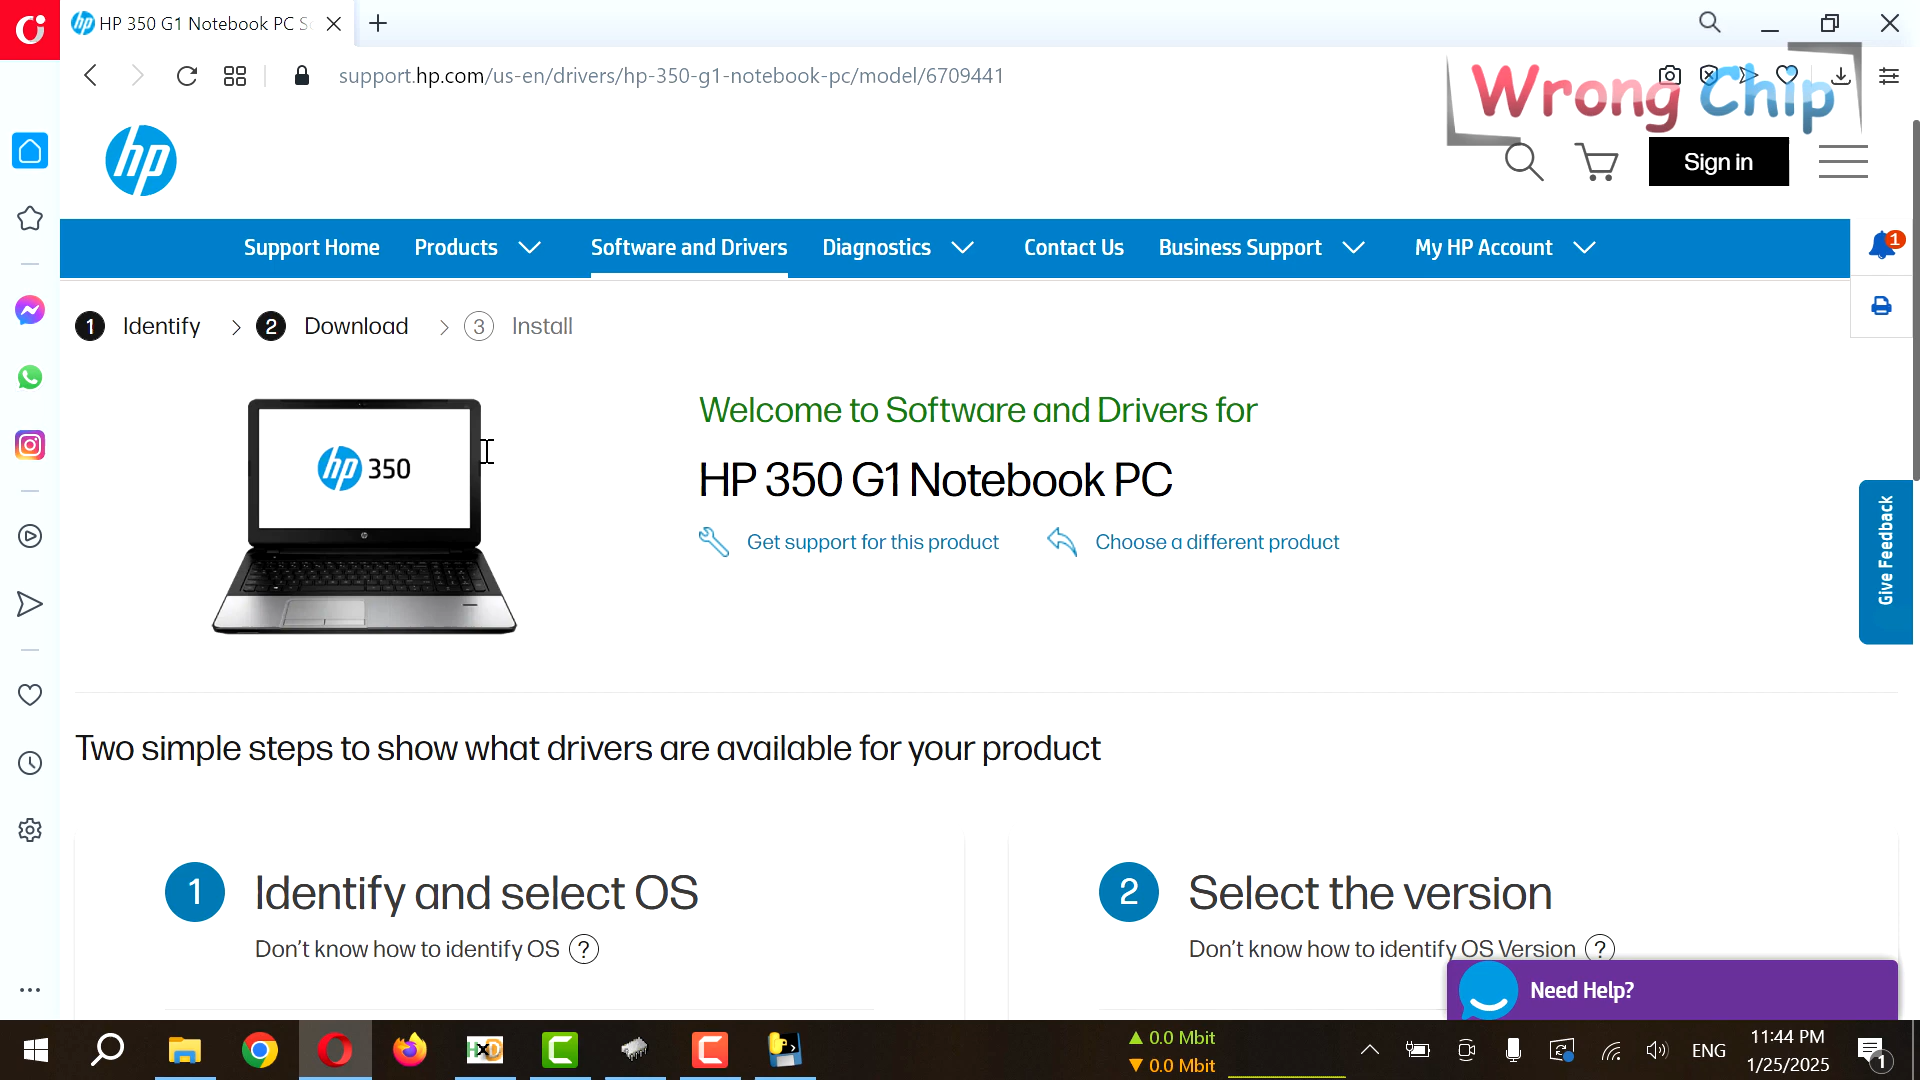 HP 350 G1 Notebook PC S
support.hp.com/us-en/drivers/hp-350-g1-notebook-pc/model/6709441
Wrong Chip
hp
Sign in
Support Home
Products
Software and Drivers
Diagnostics
Contact Us
Business Support
My HP Account
1
1 Identify
2 Download
3 Install
Welcome to Software and Drivers for
hp 350
HP 350 G1 Notebook PC
Get support for this product
Choose a different product
Give Feedback
Two simple steps to show what drivers are available for your product
1 Identify and select OS
Don't know how to identify OS ?
2 Select the version
Don't know how to identify OS Version ?
Need Help?
HXD
0.0 Mbit
0.0 Mbit
ENG
11:44 PM
1/25/2025
1